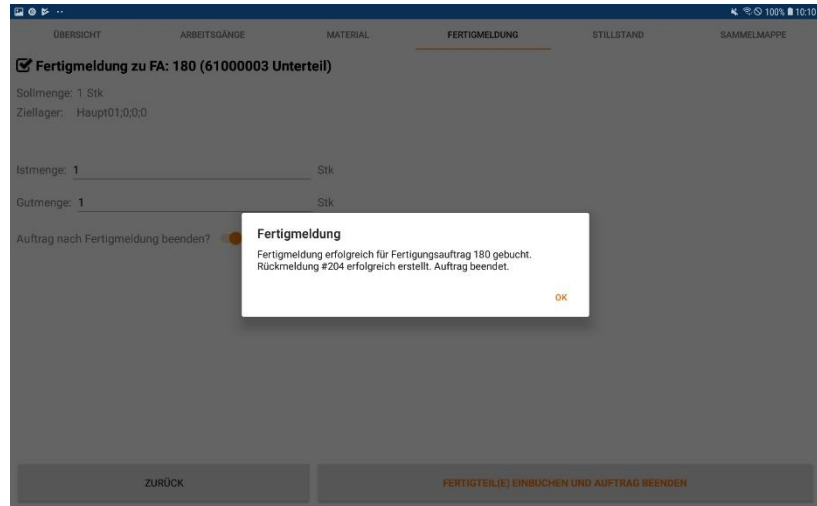 100% 10:10
ÜBERSICHT ARBEITSGÄNGE MATERIAL FERTIGMELDUNG STILLSTAND SAMMELMAPPE
Fertigmeldung zu FA: 180 (61000003 Unterteil)
Sollmenge: 1 Stk
Ziellager: Haupt01;0;0;0
Istmenge: 1 Stk
Gutmenge: 1 Stk
Auftrag nach Fertigmeldung beenden?
Fertigmeldung
Fertigmeldung erfolgreich für Fertigungsauftrag 180 gebucht.
Rückmeldung #204 erfolgreich erstellt. Auftrag beendet.
OK
ZURÜCK FERTIGTEIL(E) EINBUCHEN UND AUFTRAG BEENDEN